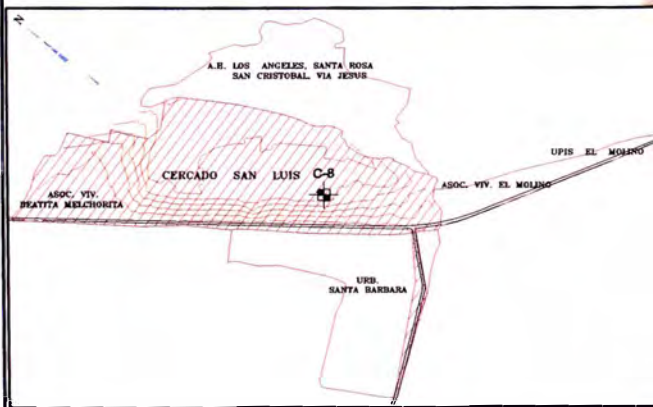 N
A.H. LOS ANGELES, SANTA ROSA
SAN CRISTOBAL, VIA JESUS
UPIS EL MOLINO
CERCADO SAN LUIS C-8
ASOC. VIV. EL MOLINO
ASOC. VIV.
BEATITA MELCHORITA
URB.
SANTA BARBARA